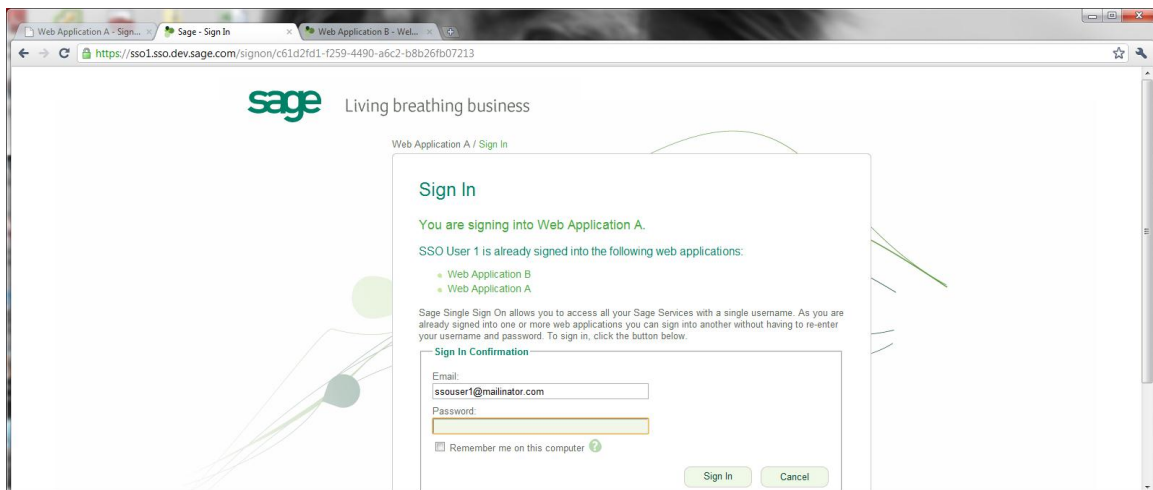 Web Application A - Sign...
Sage - Sign In
Web Application B - Wel...
https://sso1.sso.dev.sage.com/signon/c61d2fd1-f259-4490-a6c2-b8b26fb07213
sage
Living breathing business
Web Application A / Sign In
Sign In
You are signing into Web Application A.
SSO User 1 is already signed into the following web applications:
Web Application B
Web Application A
Sage Single Sign On allows you to access all your Sage Services with a single username. As you are
already signed into one or more web applications you can sign into another without having to re-enter
your username and password. To sign in, click the button below.
Sign In Confirmation
Email:
ssouser1@mailinator.com
Password:
Remember me on this computer ?
Sign In
Cancel